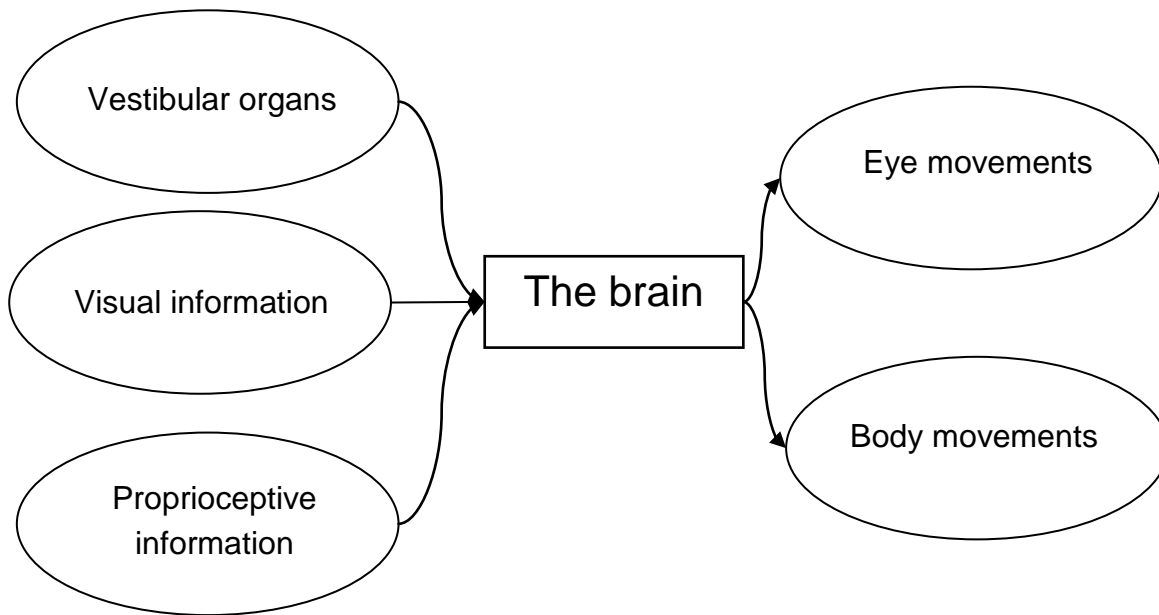 Vestibular organs
Visual information
Proprioceptive
information
The brain
Eye movements
Body movements